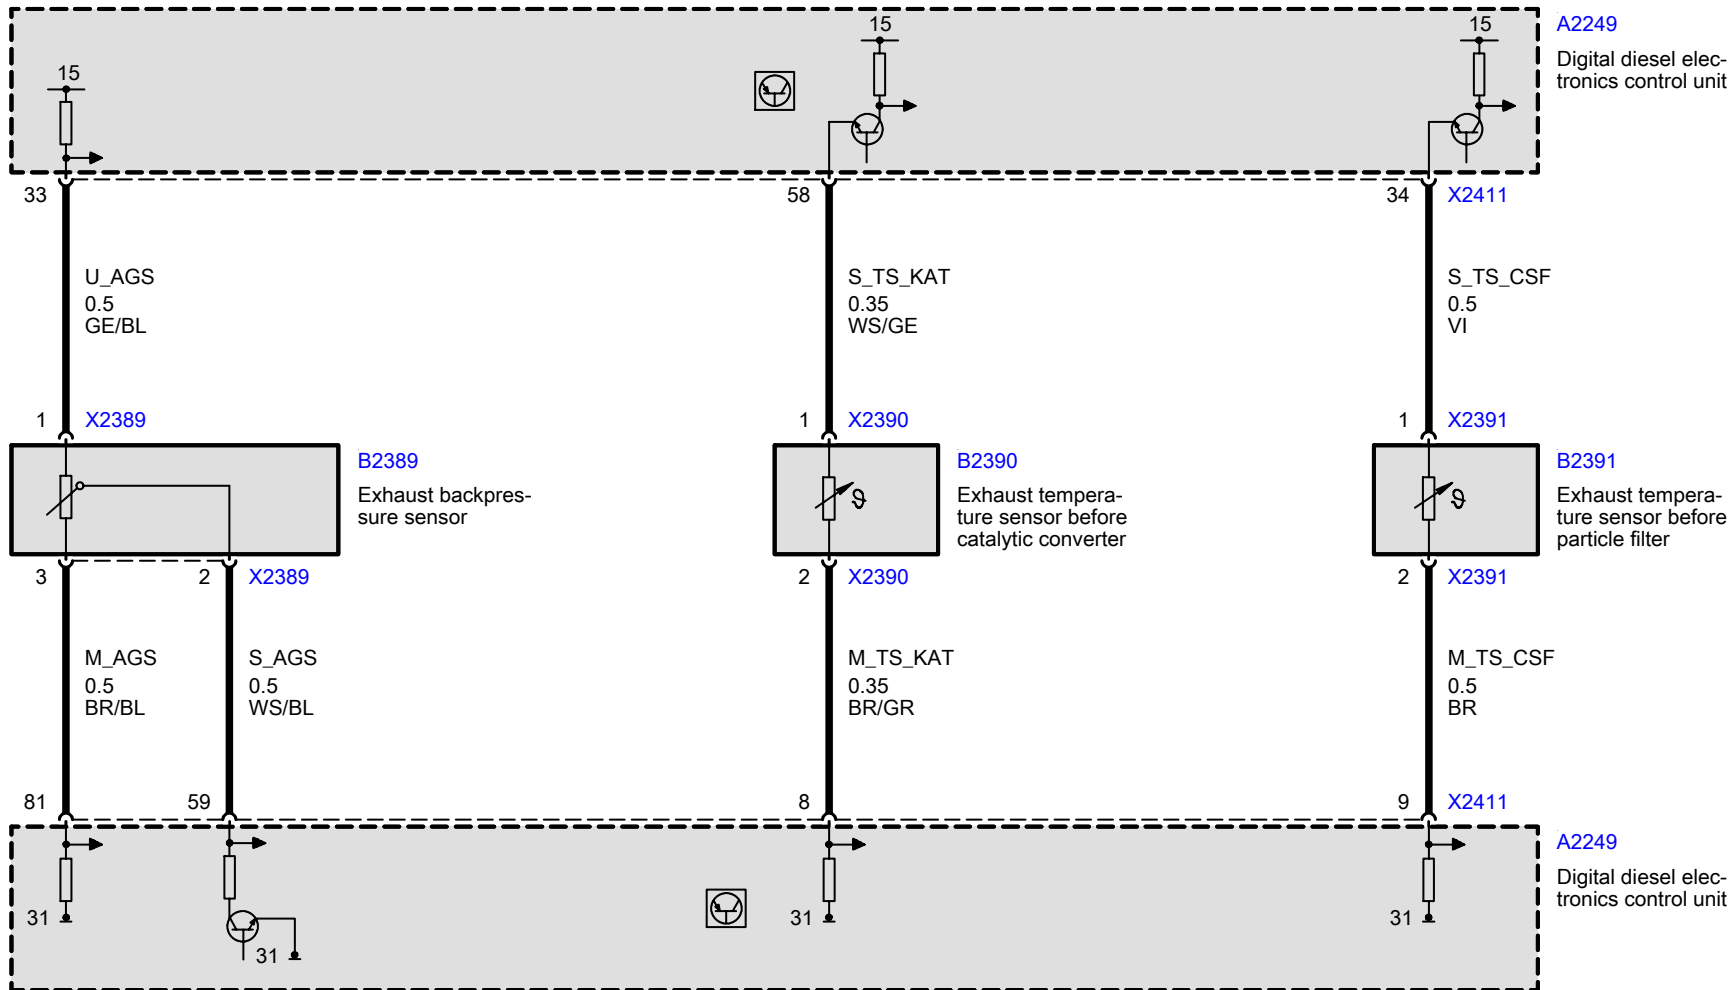 15
15
15
A2249
Digital diesel elec-
tronics control unit
33
58
34
X2411
U_AGS
0.5
GE/BL
S_TS_KAT
0.35
WS/GE
S_TS_CSF
0.5
VI
1
X2389
1
X2390
1
X2391
B2389
Exhaust backpres-
sure sensor
B2390
Exhaust tempera-
ture sensor before
catalytic converter
B2391
Exhaust tempera-
ture sensor before
particle filter
ϑ
ϑ
3
2
X2389
2
X2390
2
X2391
M_AGS
0.5
BR/BL
S_AGS
0.5
WS/BL
M_TS_KAT
0.35
BR/GR
M_TS_CSF
0.5
BR
81
59
8
9
X2411
A2249
Digital diesel elec-
tronics control unit
31
31
31
31